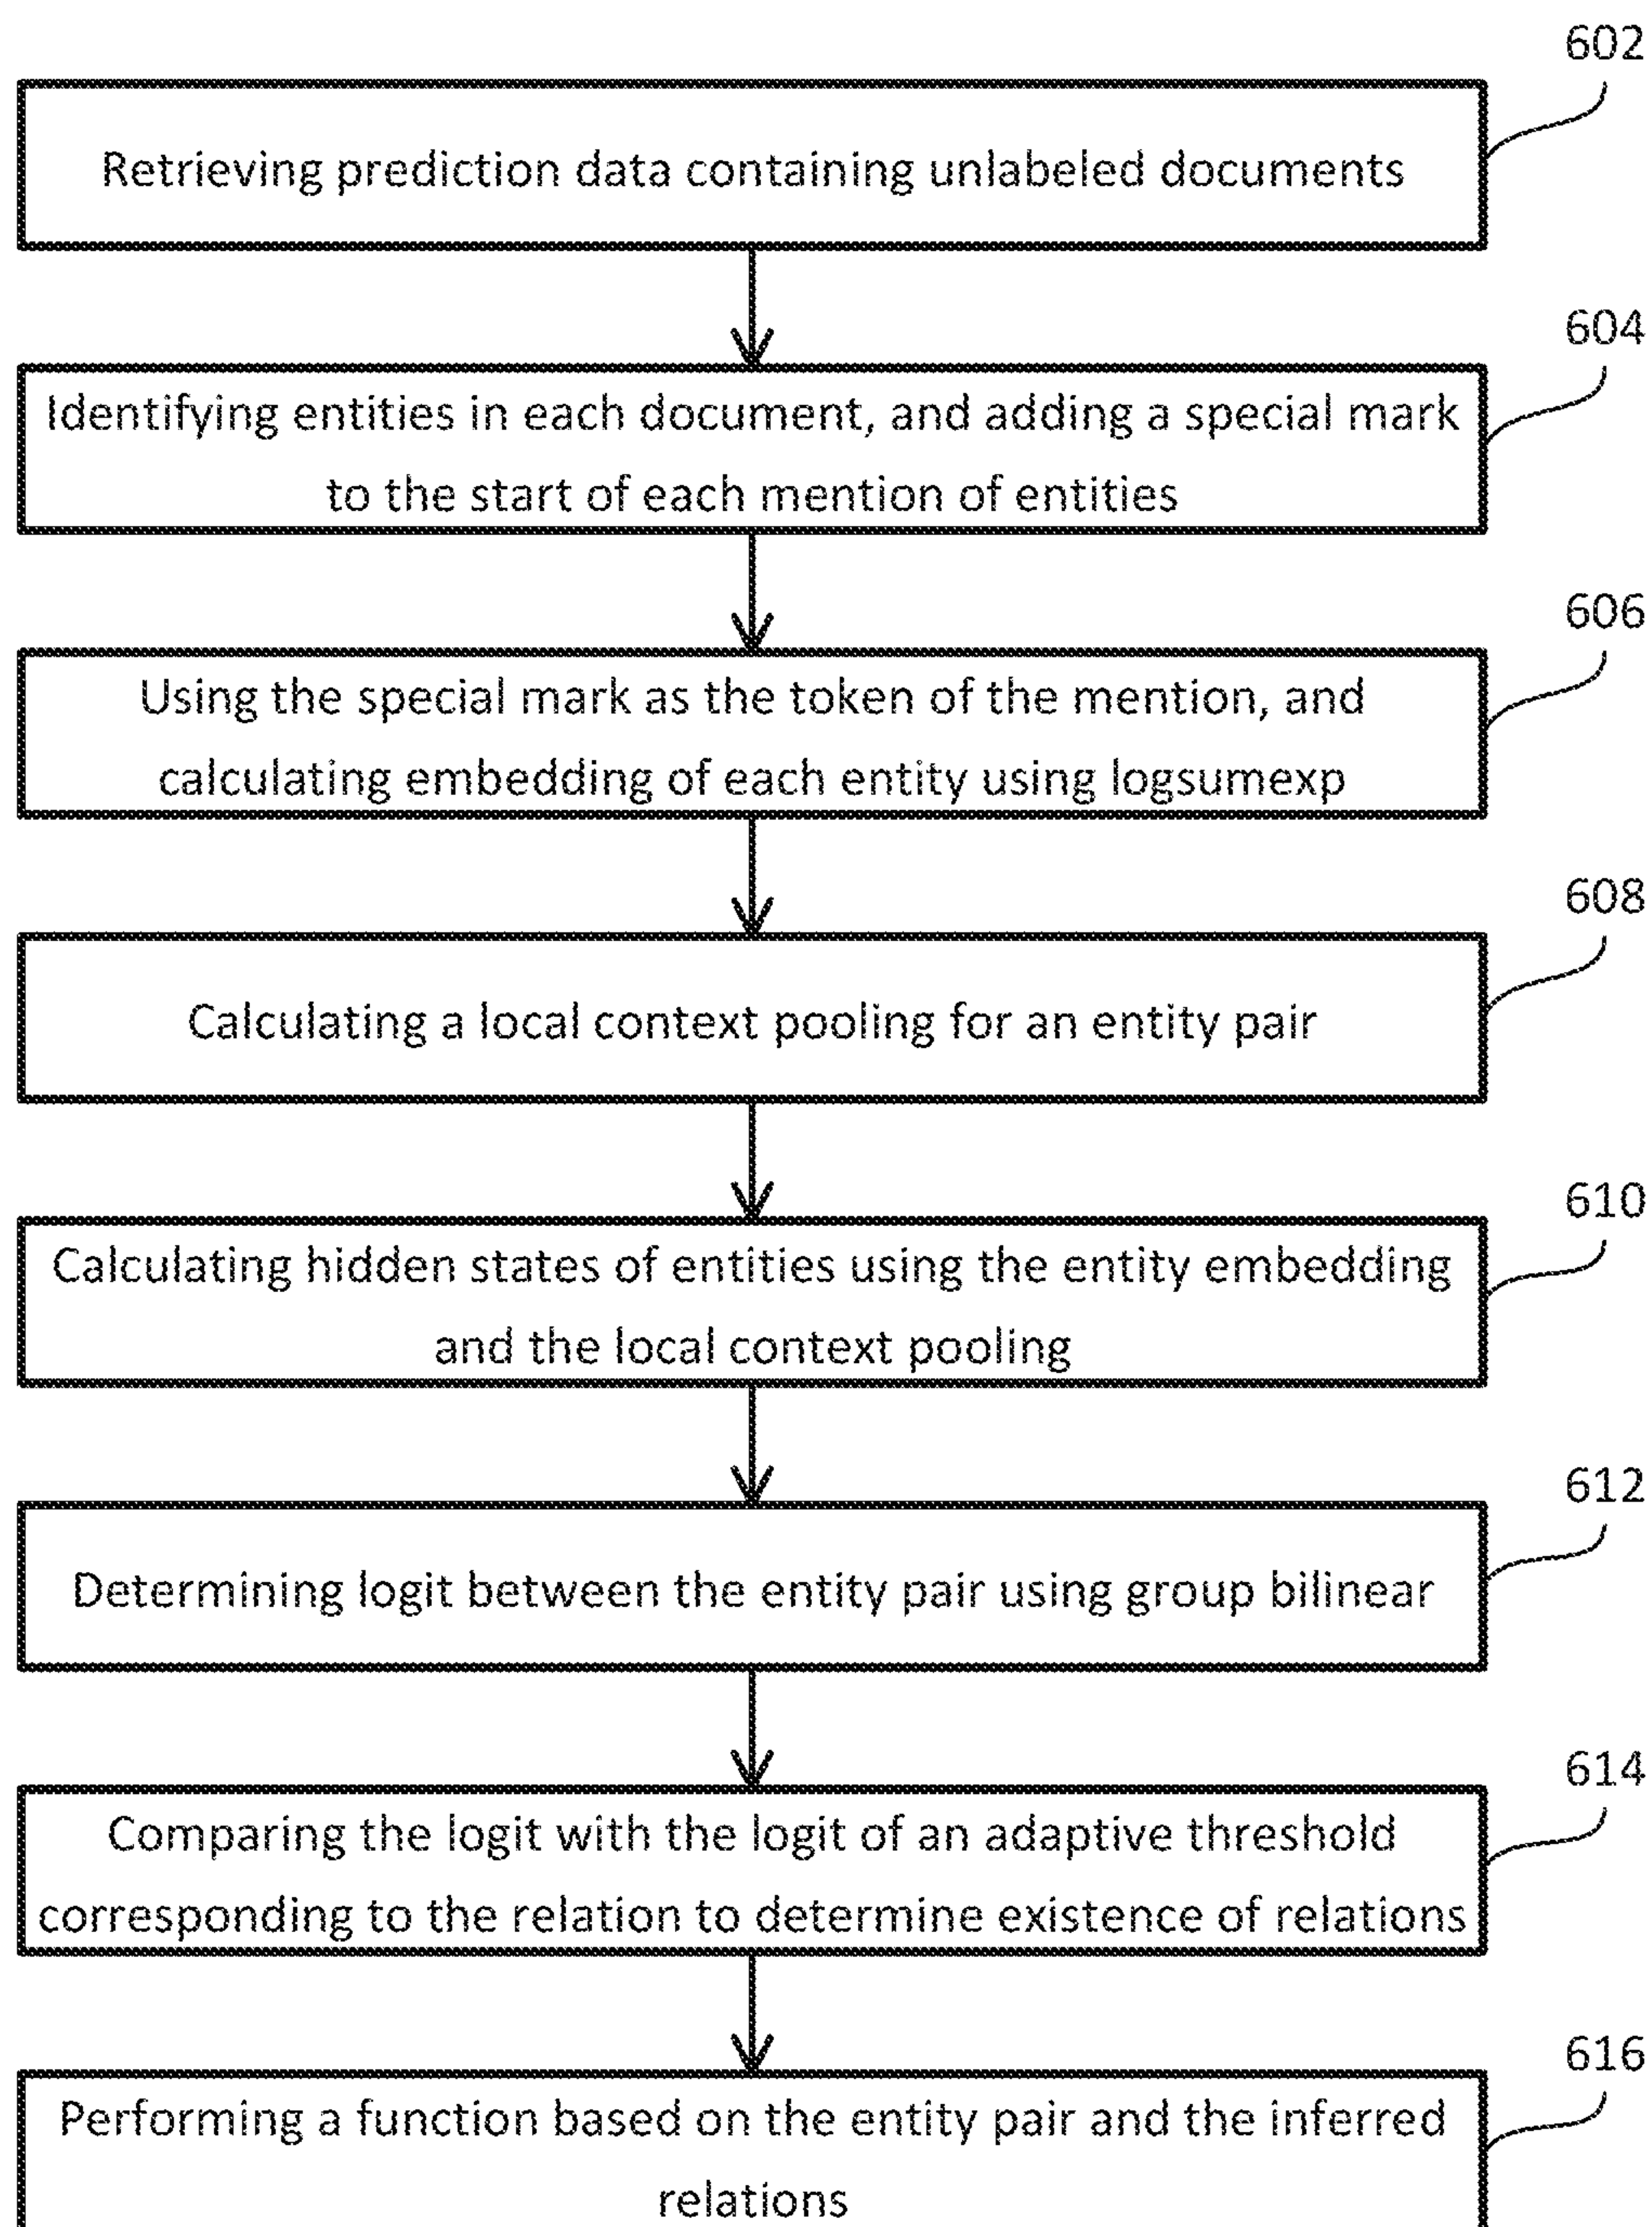 602
Retrieving prediction data containing unlabeled documents
604
Identifying entities in each document, and adding a special mark
to the start of each mention of entities
606
Using the special mark as the token of the mention, and
calculating embedding of each entity using logsumexp
608
Calculating a local context pooling for an entity pair
610
Calculating hidden states of entities using the entity embedding
and the local context pooling
612
Determining logit between the entity pair using group bilinear
614
Comparing the logit with the logit of an adaptive threshold
corresponding to the relation to determine existence of relations
616
Performing a function based on the entity pair and the inferred
relations